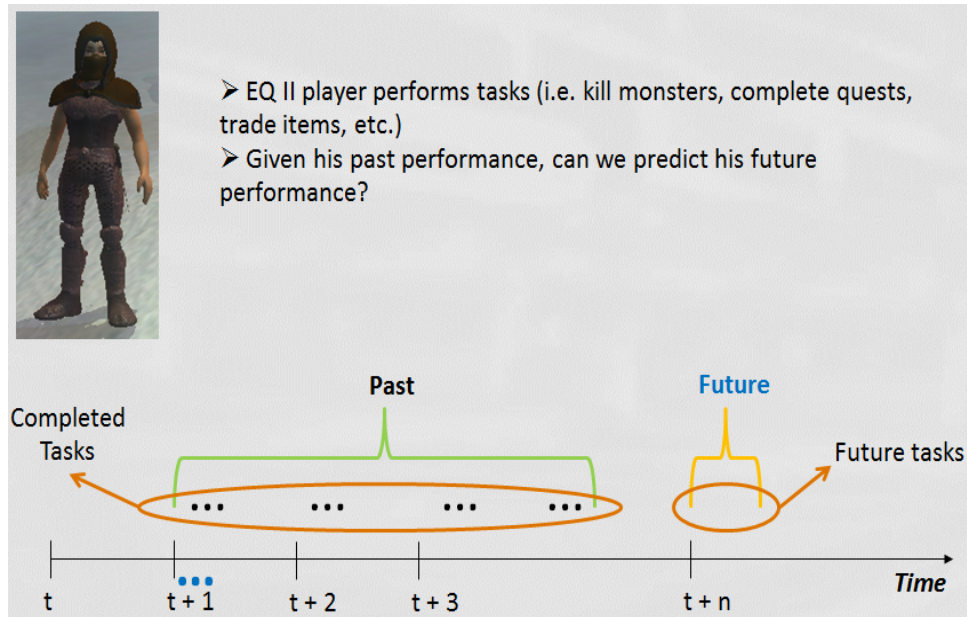 ➢ EQ II player performs tasks (i.e. kill monsters, complete quests,
trade items, etc.)
➢ Given his past performance, can we predict his future
performance?
Past
Future
Completed
Tasks
Future tasks
... ... ... ...
...
Time
t
t + 1
t + 2
t + 3
t + n